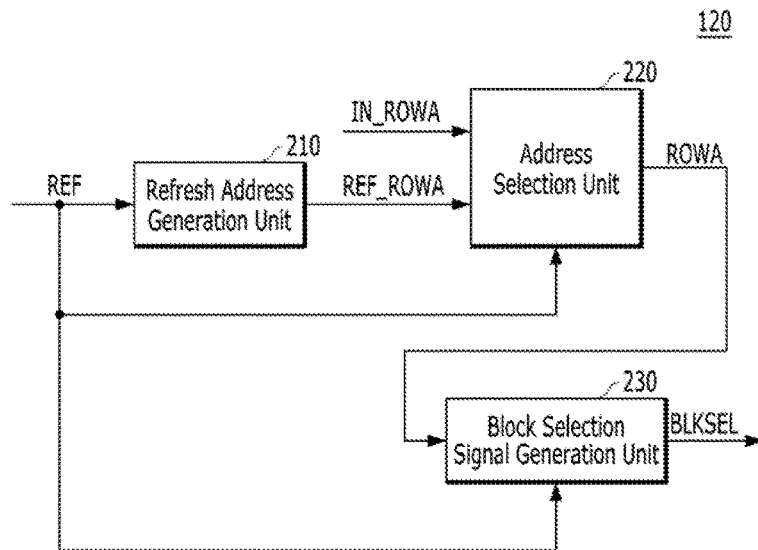 120
220
IN_ROWA
210
Address
Selection Unit
ROWA
REF
Refresh Address
Generation Unit
REF_ROWA
230
Block Selection
Signal Generation Unit
BLKSEL